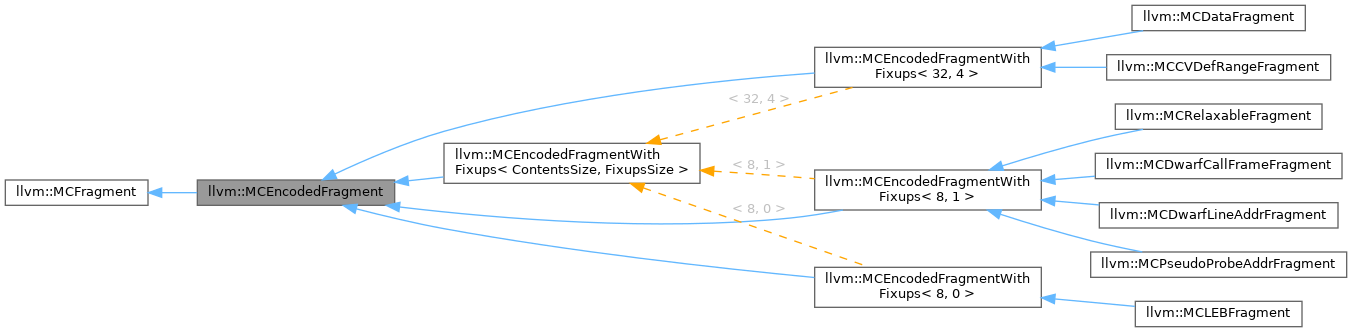 llvm::MCFragment
llvm::MCEncodedFragment
llvm::MCEncodedFragmentWith
Fixups< ContentsSize, FixupsSize >
< 32, 4 >
< 8, 1 >
< 8, 0 >
llvm::MCEncodedFragmentWith
Fixups< 32, 4 >
llvm::MCEncodedFragmentWith
Fixups< 8, 1 >
llvm::MCEncodedFragmentWith
Fixups< 8, 0 >
llvm::MCDataFragment
llvm::MCCVDefRangeFragment
llvm::MCRelaxableFragment
llvm::MCDwarfCallFrameFragment
llvm::MCDwarfLineAddrFragment
llvm::MCPseudoProbeAddrFragment
llvm::MCLEBFragment